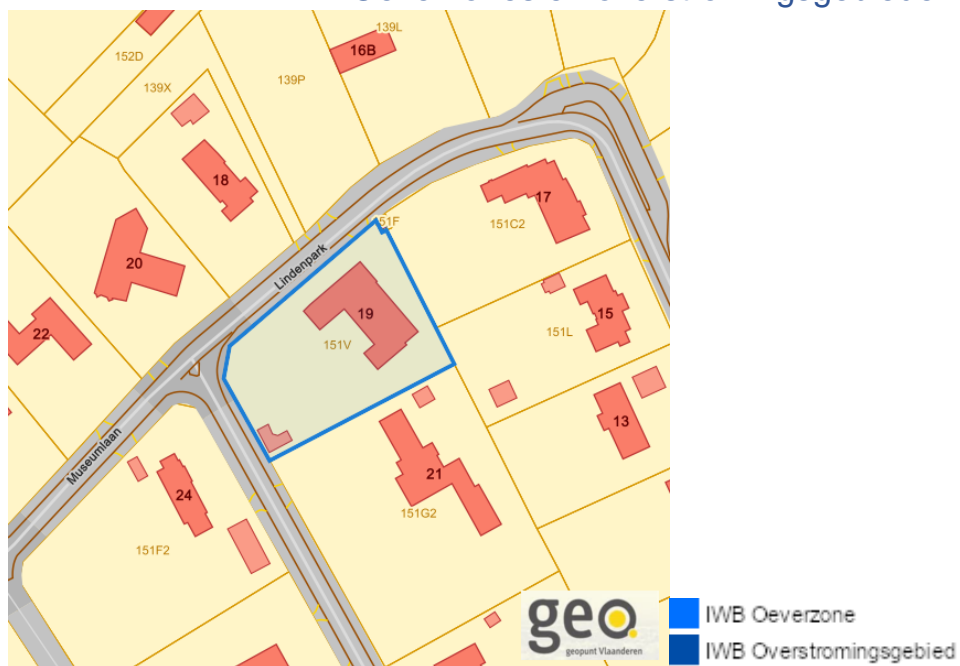 139L
16B
152D
139P
139X
18
17
151F
151C2
Lindenpark
20
19
15
151L
22
151V
13
Museumlaan
21
24
151G2
151F2
geo.
geopunt Vlaanderen
IWB Oeverzone
IWB Overstromingsgebied